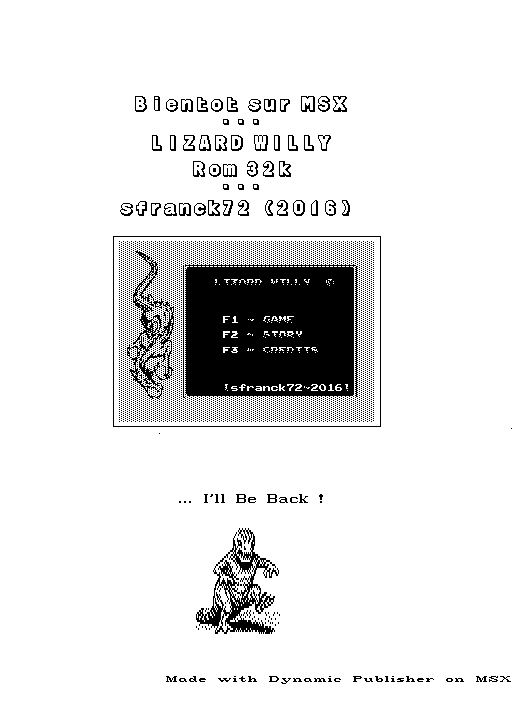 Bientot sur MSX
...
LIZARD WILLY
Rom 32k
...
sfranck72 (2016)
LIZARD WILLY ©
F1 ~ GAME
F2 ~ STORY
F3 ~ CREDITS
!sfranck72~2016!
... I'll Be Back !
Made with Dynamic Publisher on MSX